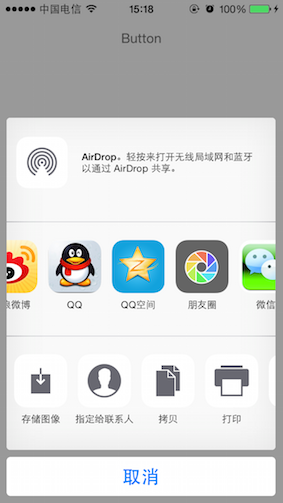 中国电信 15:18 100%
Button
AirDrop。轻按来打开无线局域网和蓝牙
以通过 AirDrop 共享。
浪微博 QQ QQ空间 朋友圈 微信
存储图像 指定给联系人 拷贝 打印
取消